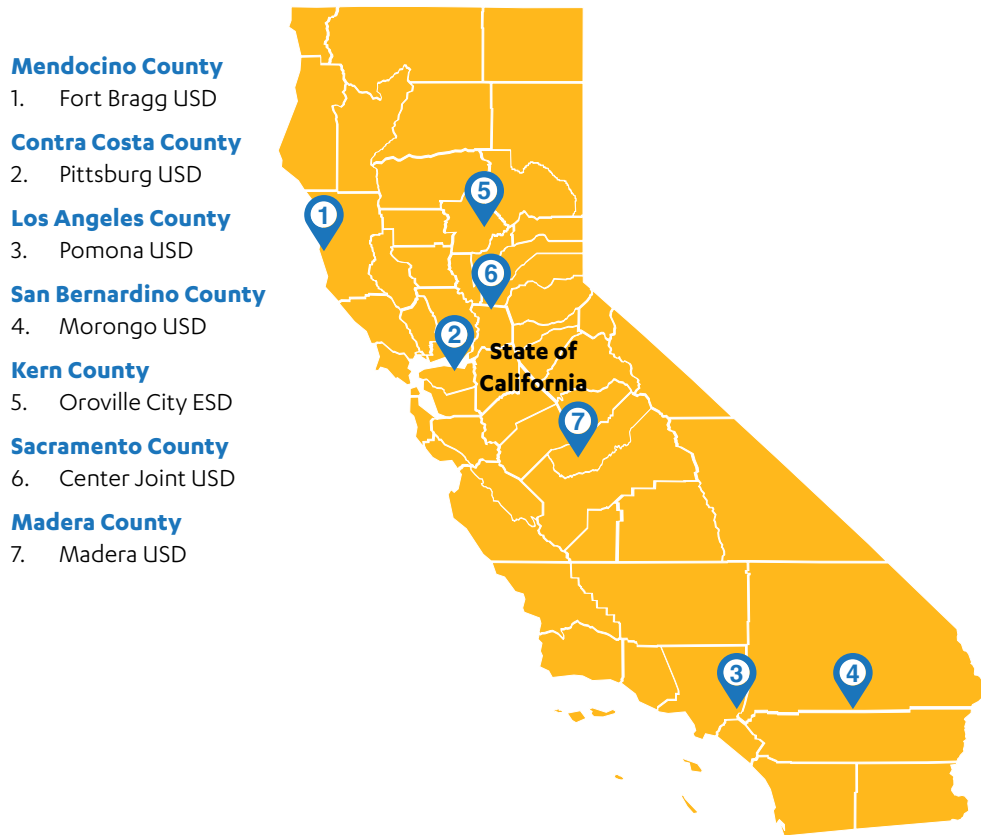 Mendocino County
1. Fort Bragg USD
Contra Costa County
2. Pittsburg USD
Los Angeles County
3. Pomona USD
San Bernardino County
4. Morongo USD
Kern County
5. Oroville City ESD
Sacramento County
6. Center Joint USD
Madera County
7. Madera USD
5
1
6
2
State of
California
7
3
4